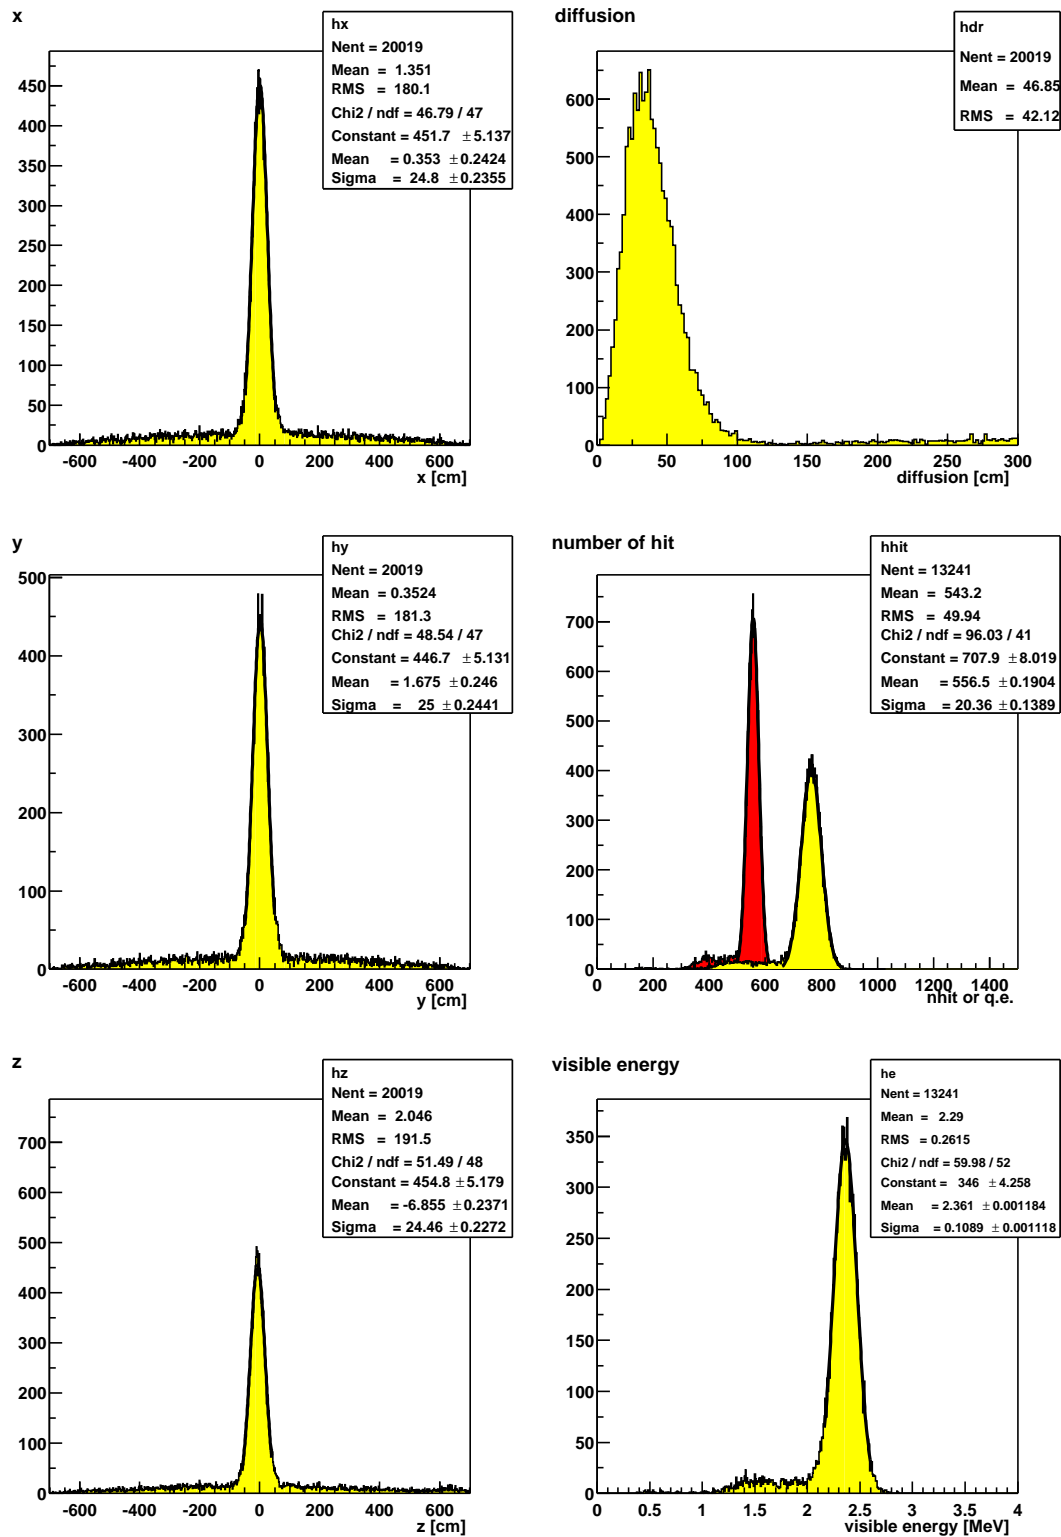 x
hx
Nent = 20019
Mean = 1.351
RMS = 180.1
Chi2 / ndf = 46.79 / 47
Constant = 451.7 ±5.137
Mean = 0.353 ±0.2424
Sigma = 24.8 ±0.2355
450
400
350
300
250
200
150
100
50
0
-600 -400 -200 0 200 400 600
x [cm]
diffusion
hdr
Nent = 20019
Mean = 46.85
RMS = 42.12
600
500
400
300
200
100
0
0 50 100 150 200 250 300
diffusion [cm]
y
hy
Nent = 20019
Mean = 0.3524
RMS = 181.3
Chi2 / ndf = 48.54 / 47
Constant = 446.7 ±5.131
Mean = 1.675 ±0.246
Sigma = 25 ±0.2441
500
400
300
200
100
0
-600 -400 -200 0 200 400 600
y [cm]
number of hit
hhit
Nent = 13241
Mean = 543.2
RMS = 49.94
Chi2 / ndf = 96.03 / 41
Constant = 707.9 ±8.019
Mean = 556.5 ±0.1904
Sigma = 20.36 ±0.1389
700
600
500
400
300
200
100
0
0 200 400 600 800 1000 1200 1400
nhit or q.e.
z
hz
Nent = 20019
Mean = 2.046
RMS = 191.5
Chi2 / ndf = 51.49 / 48
Constant = 454.8 ±5.179
Mean = -6.855 ±0.2371
Sigma = 24.46 ±0.2272
700
600
500
400
300
200
100
0
-600 -400 -200 0 200 400 600
z [cm]
visible energy
he
Nent = 13241
Mean = 2.29
RMS = 0.2615
Chi2 / ndf = 59.98 / 52
Constant = 346 ±4.258
Mean = 2.361 ±0.001184
Sigma = 0.1089 ±0.001118
350
300
250
200
150
100
50
0
0 0.5 1 1.5 2 2.5 3 3.5 4
visible energy [MeV]